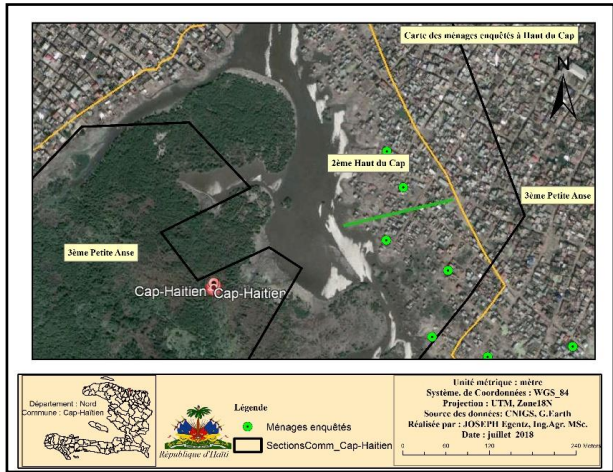 Carte des ménages enquêtés à Haut du Cap
N
2ème Haut du Cap
3ème Petite Anse
3ème Petite Anse
Cap-Haïtien
Cap-Haitien
Département : Nord
Commune : Cap-Haïtien
République d'Haïti
Légende
Ménages enquêtés
SectionsComm_Cap-Haitien
Unité métrique : mètre
Système. de Coordonnées : WGS_84
Projection : UTM, Zone18N
Source des données: CNIGS, G.Earth
Réalisée par : JOSEPH Egentz, Ing.Agr. MSc.
Date : juillet 2018
0 60 120 240 Meters